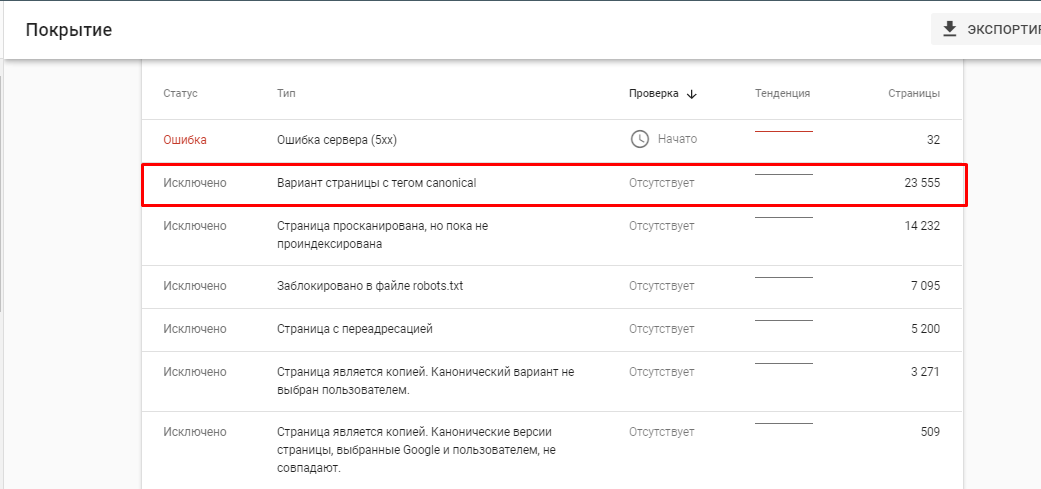 Покрытие
ЭКСПОРТИР
Статус Тип Проверка Тенденция Страницы
Ошибка Ошибка сервера (5xx) Начато 32
Исключено Вариант страницы с тегом canonical Отсутствует 23 555
Исключено Страница просканирована, но пока не Отсутствует 14 232
проиндексирована
Исключено Заблокировано в файле robots.txt Отсутствует 7 095
Исключено Страница с переадресацией Отсутствует 5 200
Исключено Страница является копией. Канонический вариант не Отсутствует 3 271
выбран пользователем.
Исключено Страница является копией. Канонические версии Отсутствует 509
страницы, выбранные Google и пользователем, не
совпадают.